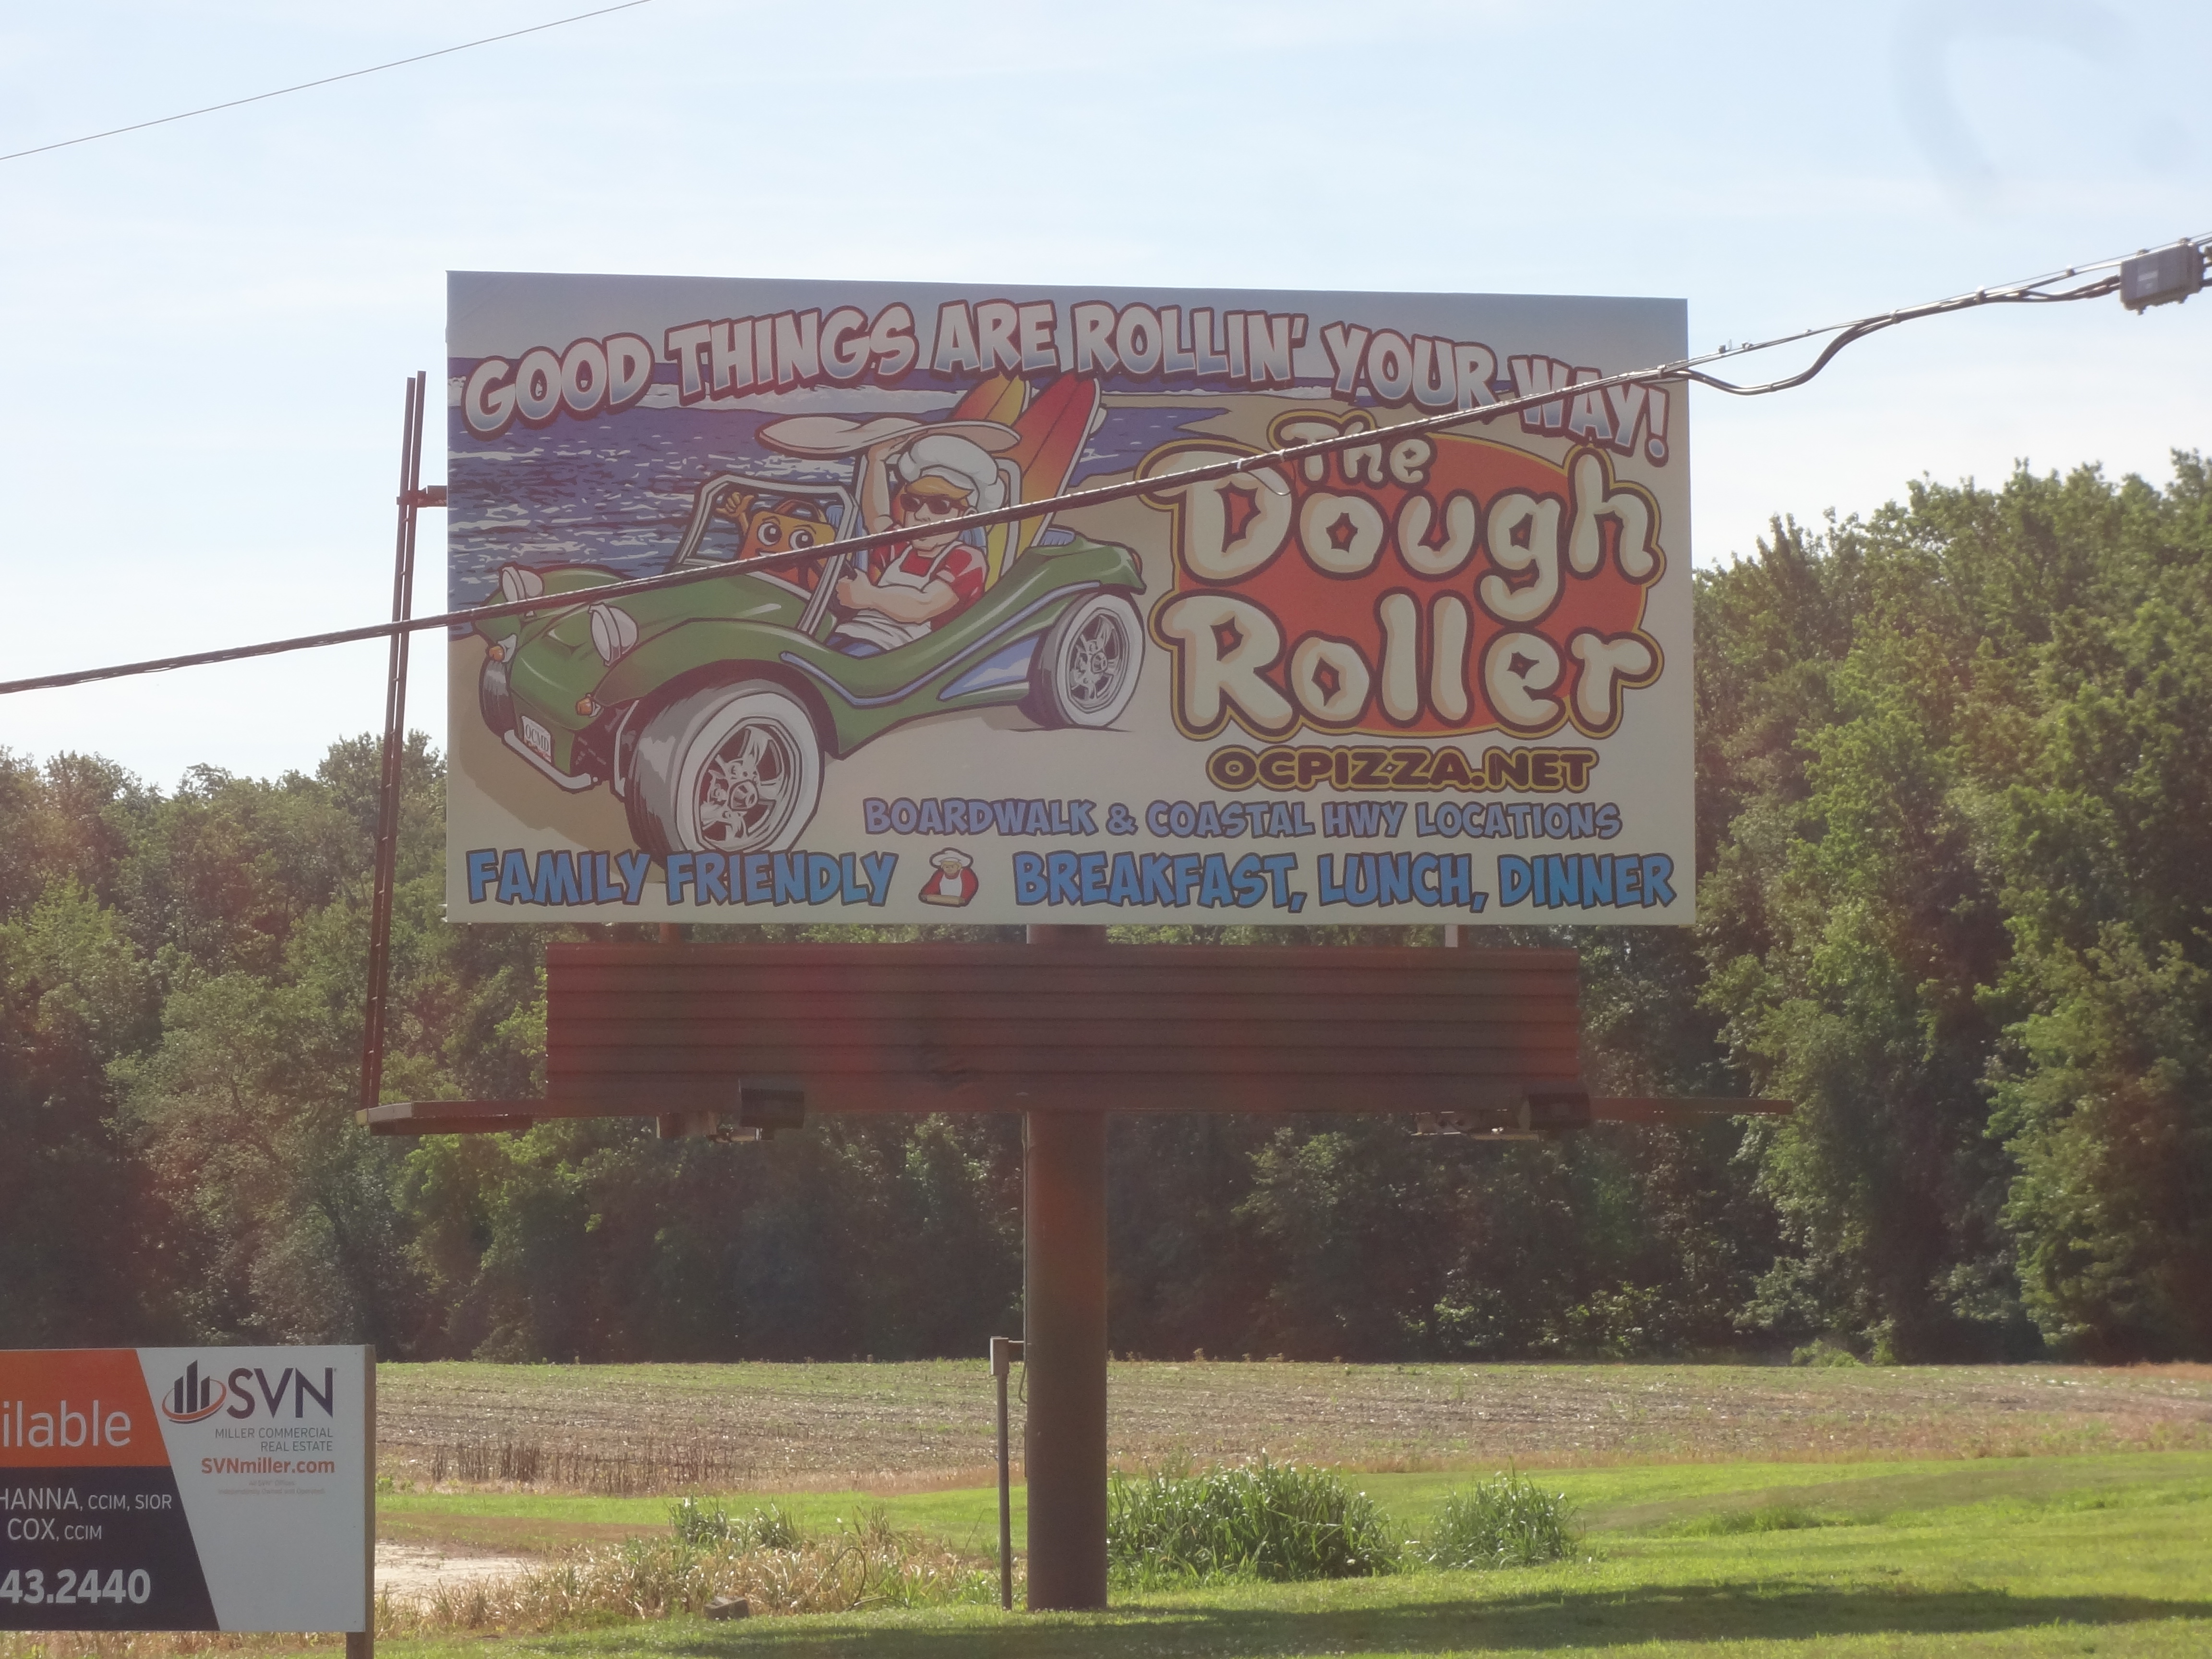 GOOD THINGS ARE ROLLIN' YOUR WAY!
The
Dough
Roller
OCMD
OCPIZZA.NET
BOARDWALK & COASTAL HWY LOCATIONS
FAMILY FRIENDLY BREAKFAST, LUNCH, DINNER
ilable
SVN
MILLER COMMERCIAL
REAL ESTATE
SVNmiller.com
HANNA, CCIM, SIOR
COX, CCIM
43.2440